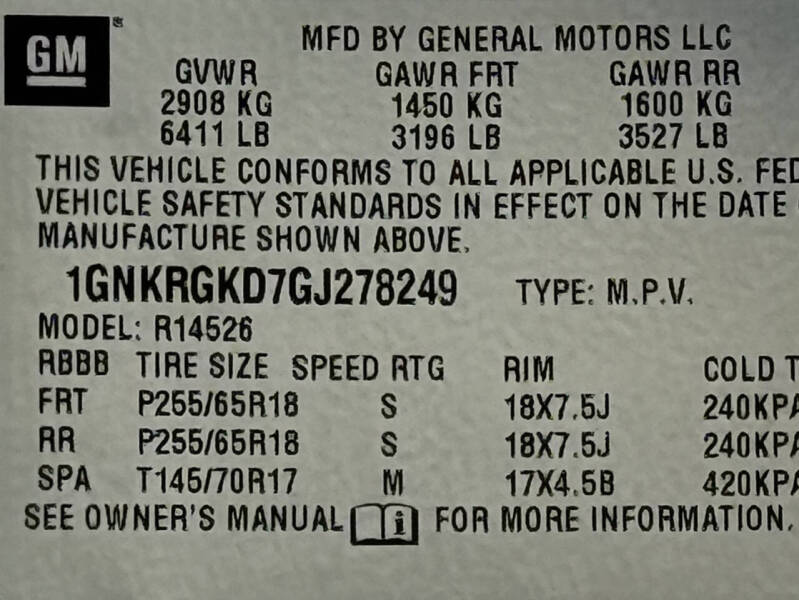 GM®
MFD BY GENERAL MOTORS LLC
GVWR GAWR FRT GAWR RR
2908 KG 1450 KG 1600 KG
6411 LB 3196 LB 3527 LB
THIS VEHICLE CONFORMS TO ALL APPLICABLE U.S. FED
VEHICLE SAFETY STANDARDS IN EFFECT ON THE DATE
MANUFACTURE SHOWN ABOVE.
1GNKRGKD7GJ278249 TYPE: M.P.V.
MODEL: R14526
RBBB TIRE SIZE SPEED RTG RIM COLD T
FRT P255/65R18 S 18X7.5J 240KPA
RR P255/65R18 S 18X7.5J 240KPA
SPA T145/70R17 M 17X4.5B 420KPA
SEE OWNER'S MANUAL i FOR MORE INFORMATION.